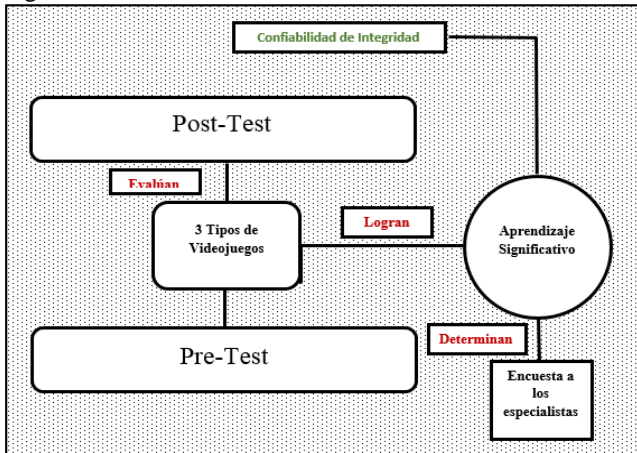 Confiabilidad de Integridad
Post-Test
Evalúan
3 Tipos de
Videojuegos
Logran
Aprendizaje
Significativo
Pre-Test
Determinan
Encuesta a
los
especialistas